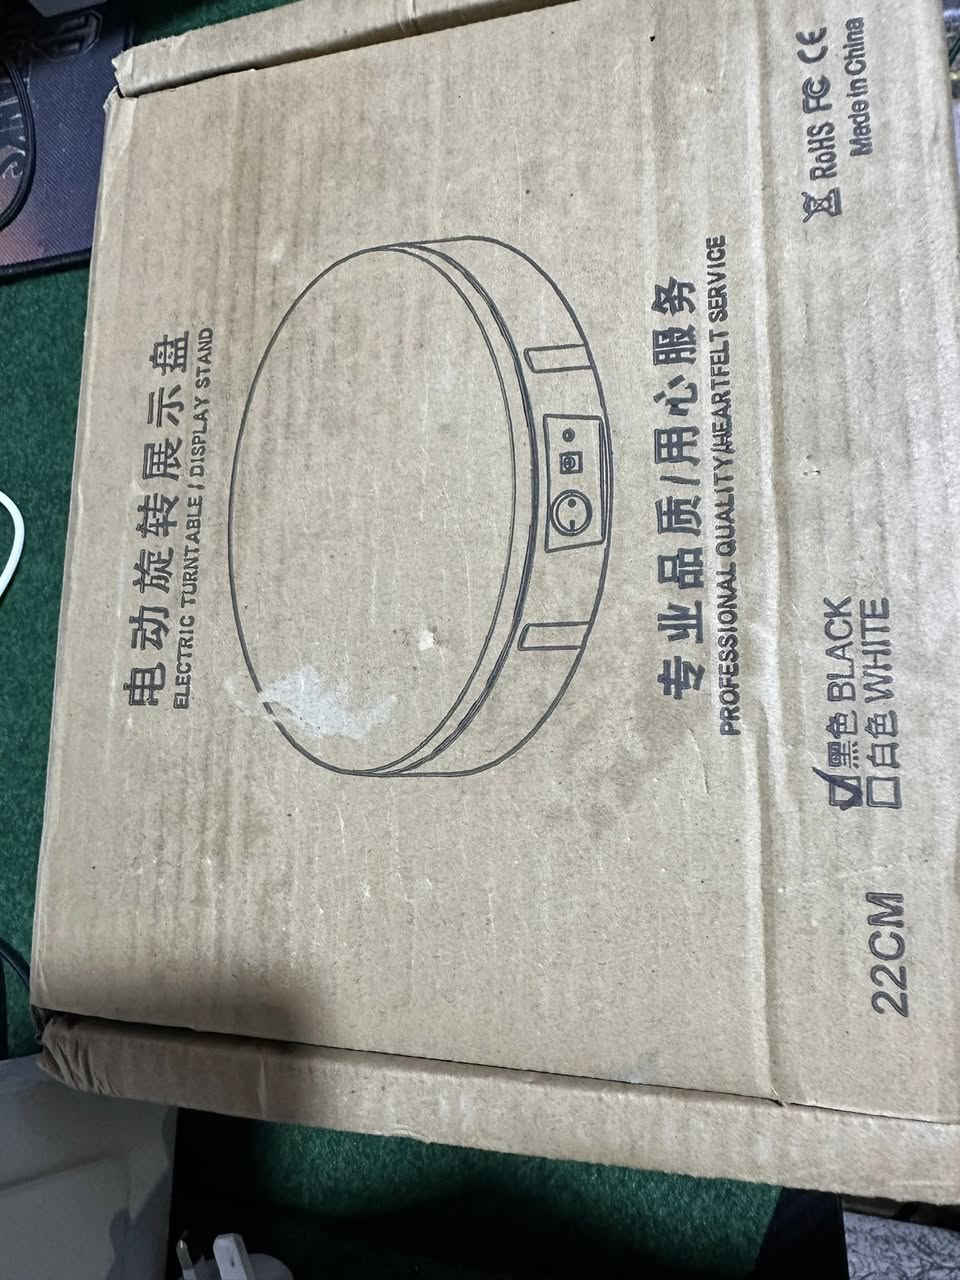 电动旋转展示盘
ELECTRIC TURNTABLE / DISPLAY STAND
专业品质/用心服务
PROFESSIONAL QUALITY/HEARTFELT SERVICE
22CM
黑色 BLACK
白色 WHITE
RoHS FC CE
Made in China